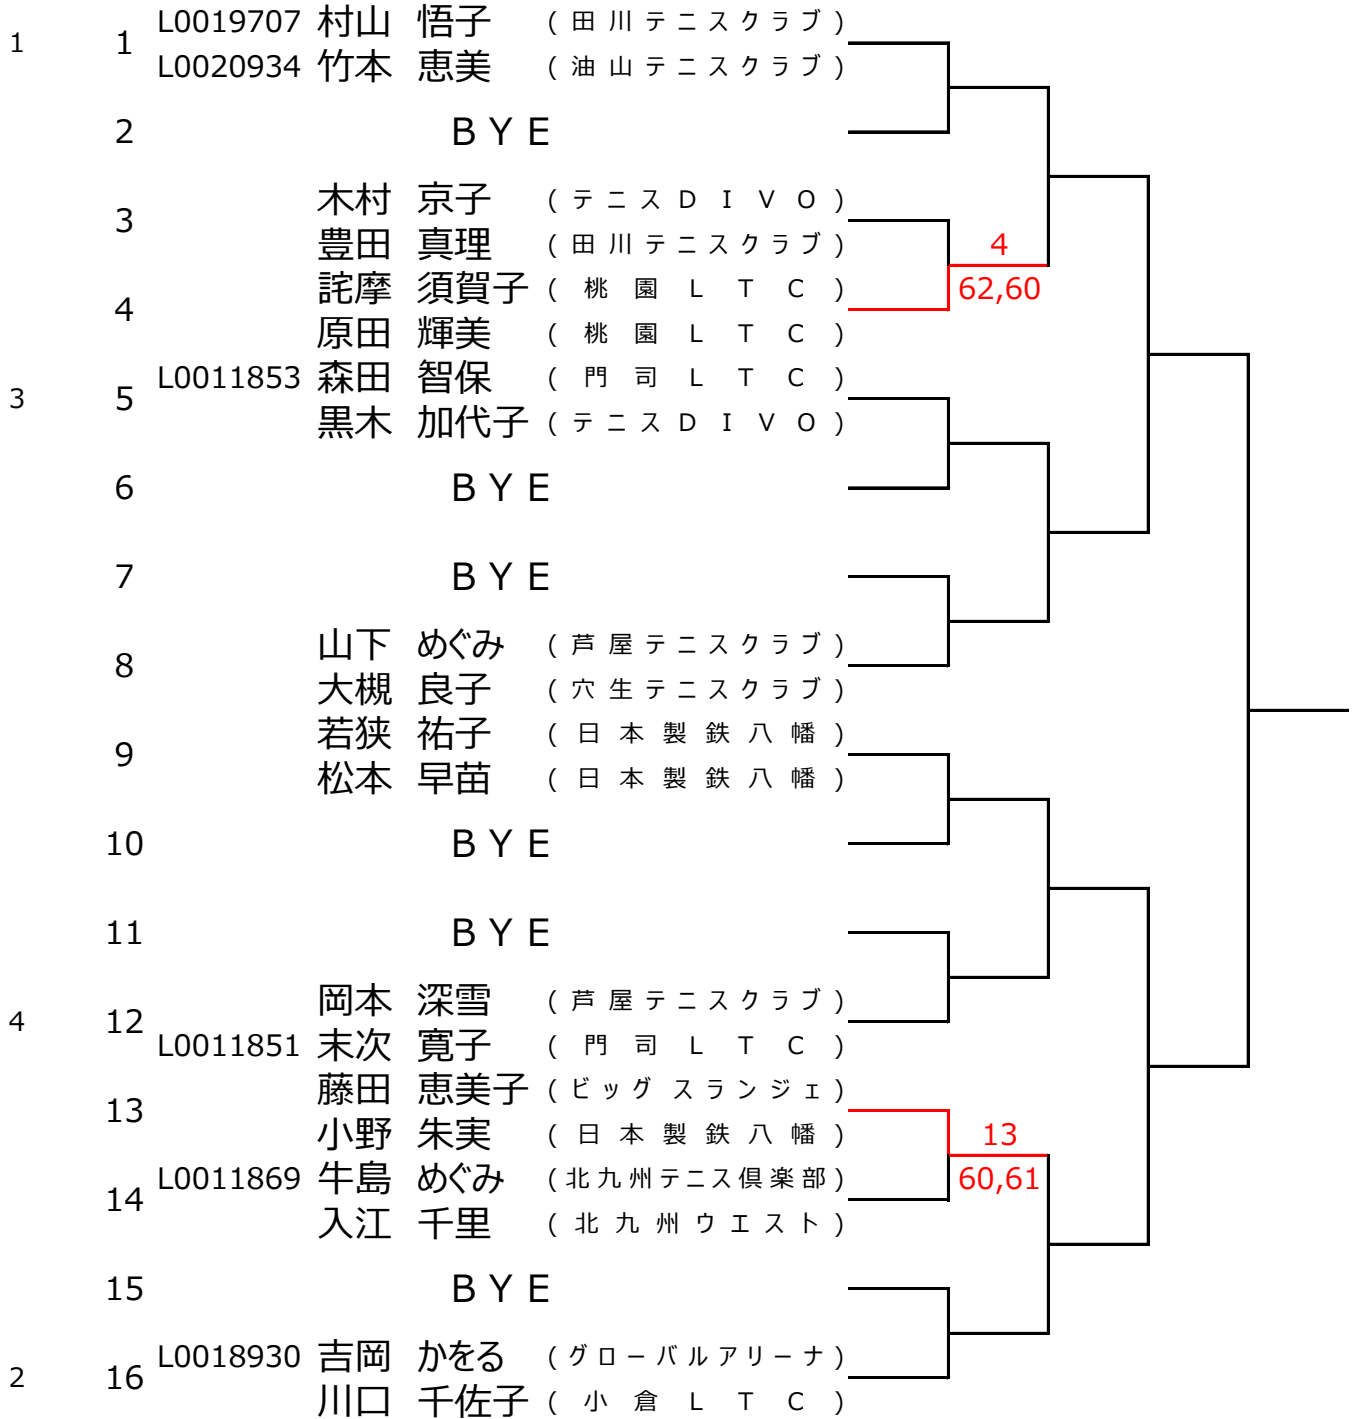 L0019707 村山 悟子 (田川テニスクラブ)
1 1
L0020934 竹本 恵美 (油山テニスクラブ)
2 BYE
木村 京子 (テニスDIVO)
3
豊田 真理 (田川テニスクラブ)
4
詫摩 須賀子 (桃園LTC)
62,60
4
原田 輝美 (桃園LTC)
L0011853 森田 智保 (門司LTC)
3 5
黒木 加代子 (テニスDIVO)
6 BYE
7 BYE
山下 めぐみ (芦屋テニスクラブ)
8
大槻 良子 (穴生テニスクラブ)
若狭 祐子 (日本製鉄八幡)
9
松本 早苗 (日本製鉄八幡)
10 BYE
11 BYE
岡本 深雪 (芦屋テニスクラブ)
4 12
L0011851 末次 寛子 (門司LTC)
藤田 恵美子 (ビッグスランジェ)
13
小野 朱実 (日本製鉄八幡)
13
L0011869 牛島 めぐみ (北九州テニス倶楽部)
60,61
14
入江 千里 (北九州ウエスト)
15 BYE
L0018930 吉岡 かをる (グローバルアリーナ)
2 16
川口 千佐子 (小倉LTC)